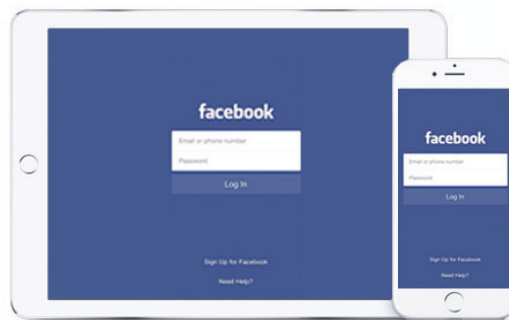 facebook
Email or phone number
Password
Log In
Sign Up for Facebook
Need Help?
facebook
Email or phone number
Password
Log In
Sign Up for Facebook
Need Help?